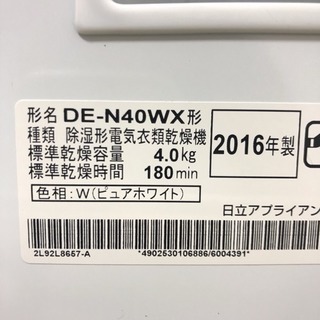 形名 DE-N40WX形
種類 除湿形電気衣類乾燥機
標準乾燥容量 4.0kg
標準乾燥時間 180min
2016年製
色相:W(ピュアホワイト)
日立アプライアン
2L92L8657-A
*4902530106886/6004391*